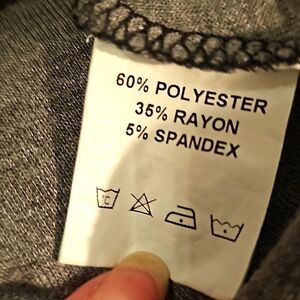 60% POLYESTER
35% RAYON
5% SPANDEX